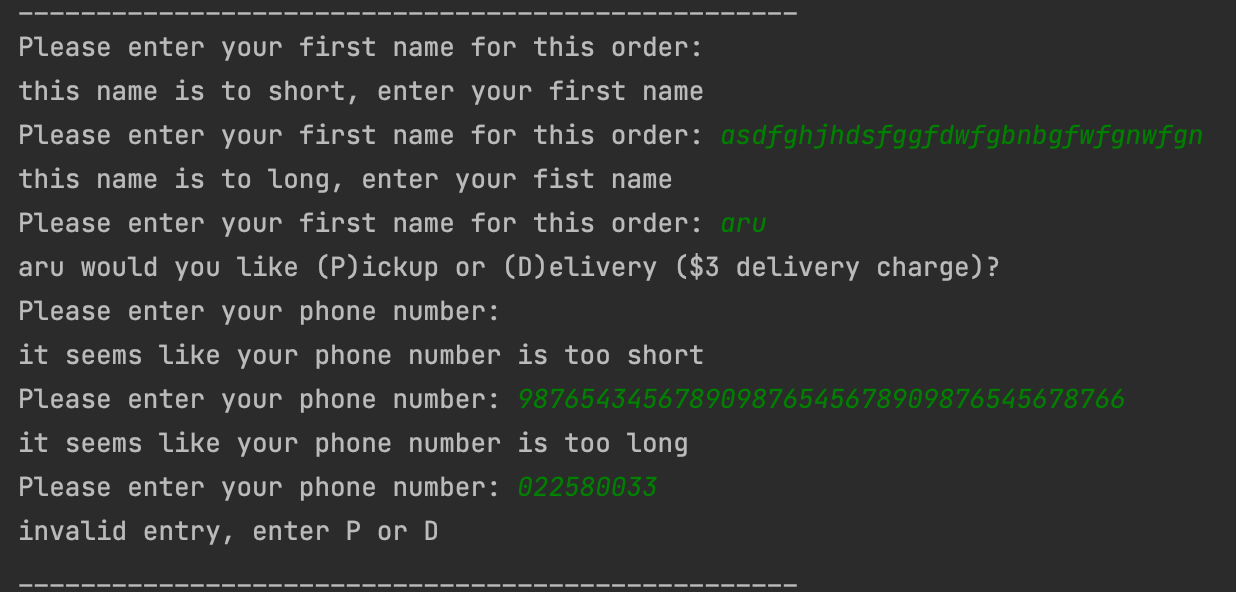 --------------------------------------------------
Please enter your first name for this order:
this name is to short, enter your first name
Please enter your first name for this order: asdfghjhdsfggfdwfgbnbgfwfgnwfgn
this name is to long, enter your fist name
Please enter your first name for this order: aru
aru would you like (P)ickup or (D)elivery ($3 delivery charge)?
Please enter your phone number:
it seems like your phone number is too short
Please enter your phone number: 987654345678909876545678909876545678766
it seems like your phone number is too long
Please enter your phone number: 022580033
invalid entry, enter P or D
--------------------------------------------------